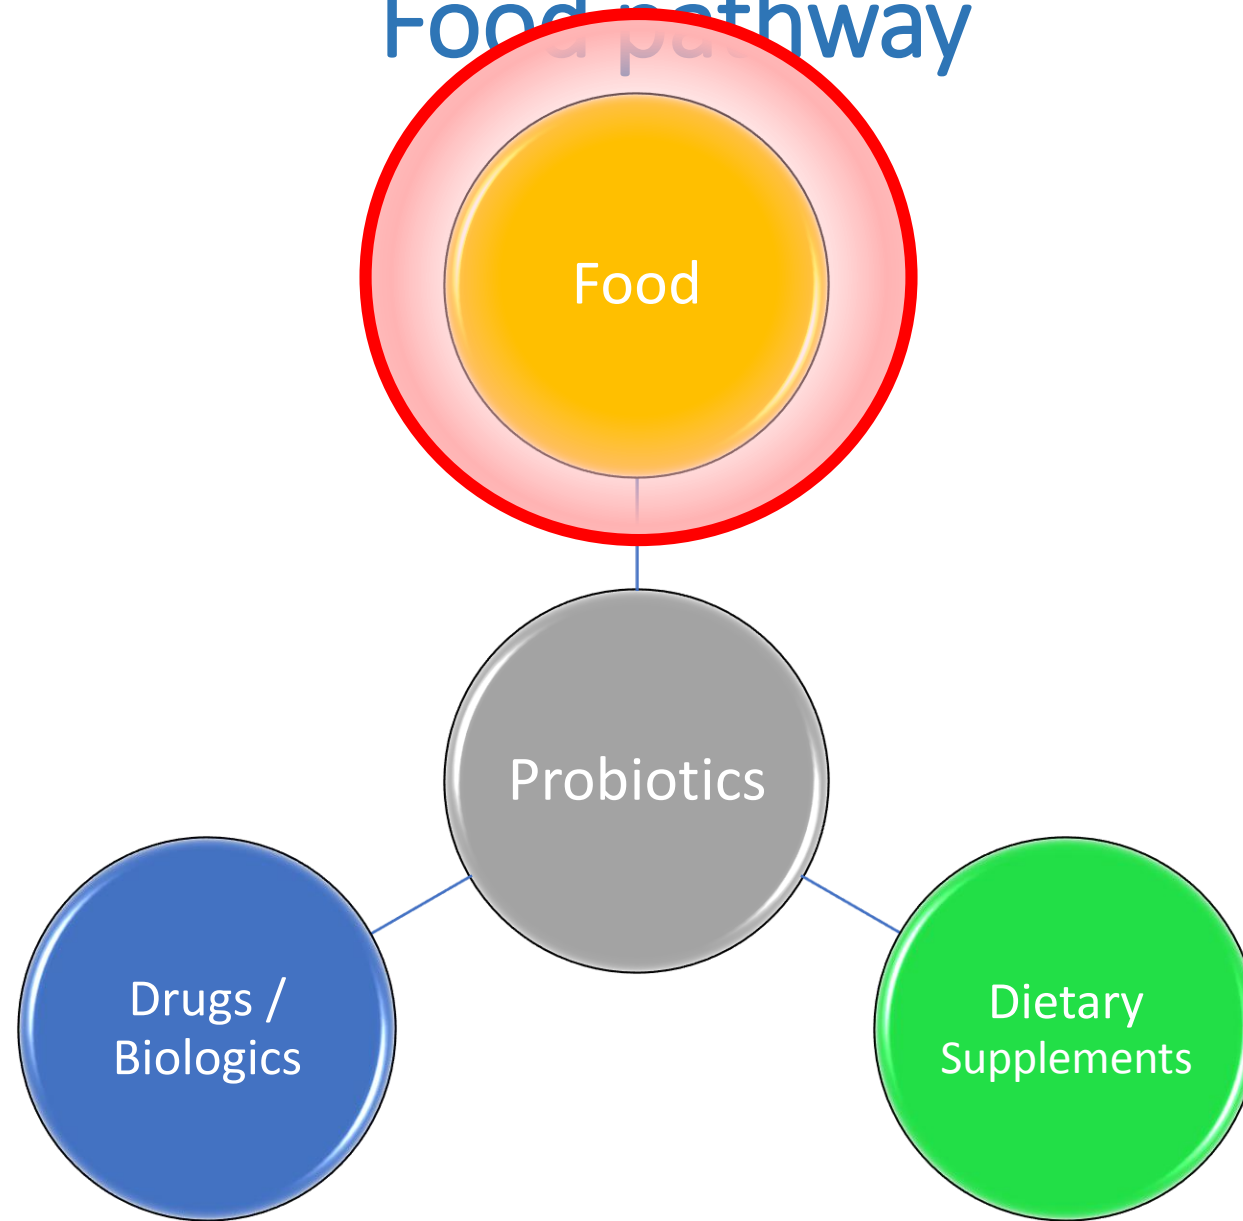 Food pathway
Food
Probiotics
Drugs /
Biologics
Dietary
Supplements